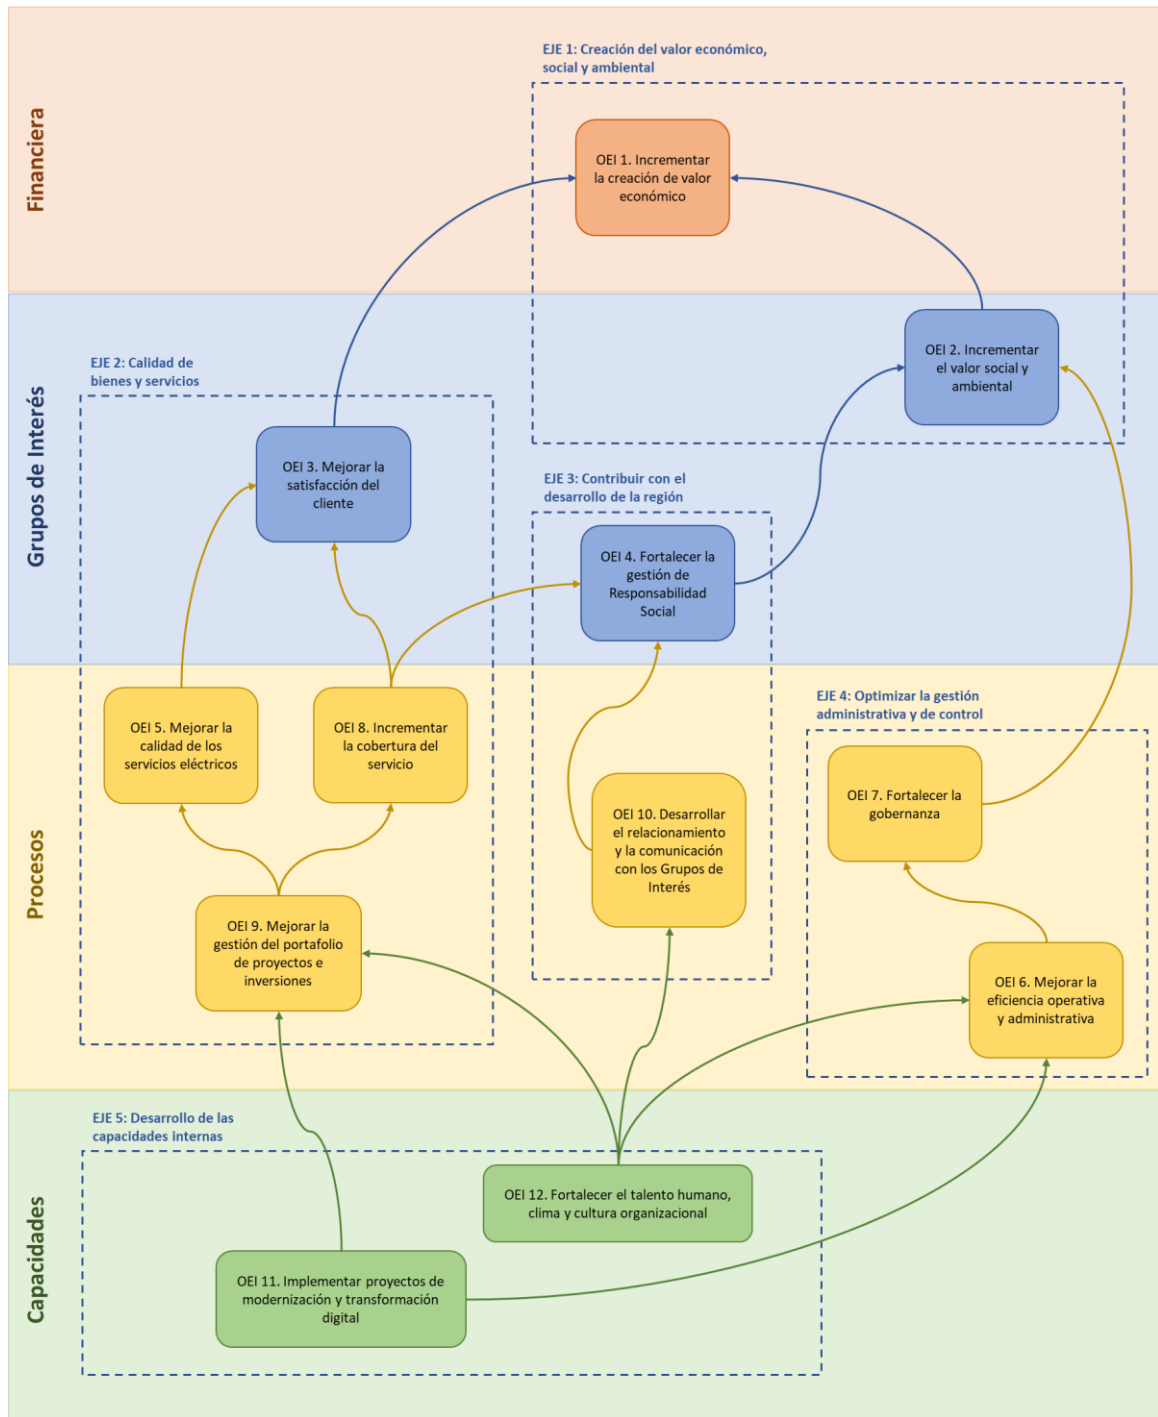 Financiera
EJE 1: Creación del valor económico,
social y ambiental
OEI 1. Incrementar
la creación de valor
económico
Grupos de Interés
OEI 2. Incrementar
el valor social y
ambiental
EJE 2: Calidad de
bienes y servicios
OEI 3. Mejorar la
satisfacción del
cliente
EJE 3: Contribuir con el
desarrollo de la región
OEI 4. Fortalecer la
gestión de
Responsabilidad
Social
Procesos
OEI 5. Mejorar la
calidad de los
servicios eléctricos
OEI 8. Incrementar
la cobertura del
servicio
EJE 4: Optimizar la gestión
administrativa y de control
OEI 7. Fortalecer la
gobernanza
OEI 10. Desarrollar
el relacionamiento
y la comunicación
con los Grupos de
Interés
OEI 9. Mejorar la
gestión del portafolio
de proyectos e
inversiones
OEI 6. Mejorar la
eficiencia operativa
y administrativa
Capacidades
EJE 5: Desarrollo de las
capacidades internas
OEI 12. Fortalecer el talento humano,
clima y cultura organizacional
OEI 11. Implementar proyectos de
modernización y transformación
digital